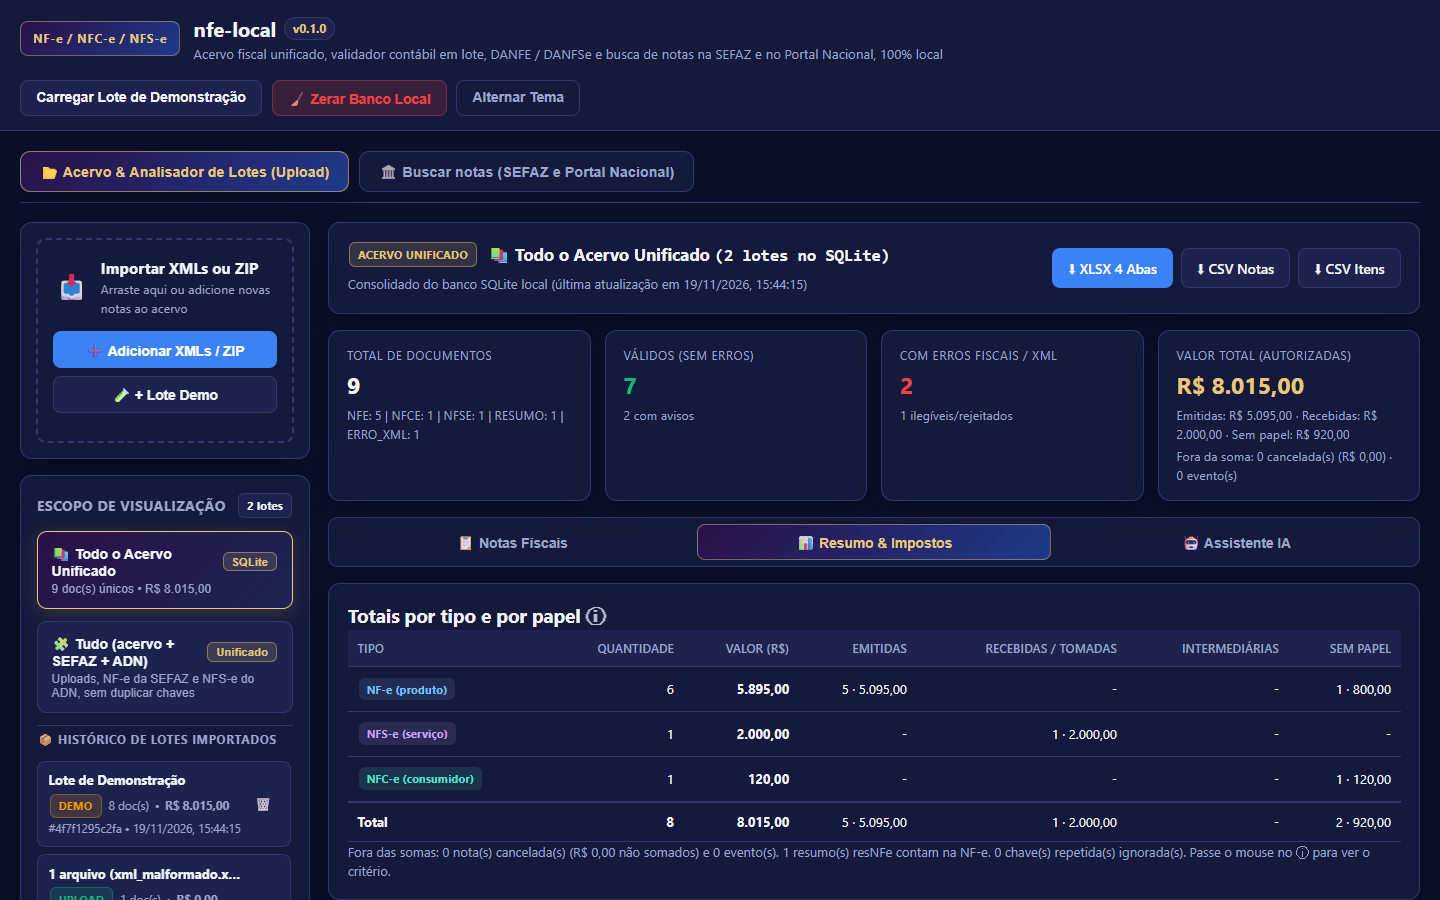 NF-e / NFC-e / NFS-e
nfe-local v0.1.0
Acervo fiscal unificado, validador contábil em lote, DANFE / DANFSe e busca de notas na SEFAZ e no Portal Nacional, 100% local
Carregar Lote de Demonstração
Zerar Banco Local
Alternar Tema
Acervo & Analisador de Lotes (Upload)
Buscar notas (SEFAZ e Portal Nacional)
Importar XMLs ou ZIP
Arraste aqui ou adicione novas
notas ao acervo
Adicionar XMLs / ZIP
+ Lote Demo
ESCOPO DE VISUALIZAÇÃO 2 lotes
Todo o Acervo
Unificado
SQLite
9 doc(s) únicos • R$ 8.015,00
Tudo (acervo +
SEFAZ + ADN)
Unificado
Uploads, NF-e da SEFAZ e NFS-e do
ADN, sem duplicar chaves
HISTÓRICO DE LOTES IMPORTADOS
Lote de Demonstração
DEMO 8 doc(s) • R$ 8.015,00
#4f7f1295c2fa • 19/11/2026, 15:44:15
1 arquivo (xml_malformado.x...
UPLOAD 1 doc(s) • R$ 0,00
ACERVO UNIFICADO Todo o Acervo Unificado (2 lotes no SQLite)
Consolidado do banco SQLite local (última atualização em 19/11/2026, 15:44:15)
⬇ XLSX 4 Abas
⬇ CSV Notas
⬇ CSV Itens
TOTAL DE DOCUMENTOS
9
NFE: 5 | NFCE: 1 | NFSE: 1 | RESUMO: 1 |
ERRO_XML: 1
VÁLIDOS (SEM ERROS)
7
2 com avisos
COM ERROS FISCAIS / XML
2
1 ilegíveis/rejeitados
VALOR TOTAL (AUTORIZADAS)
R$ 8.015,00
Emitidas: R$ 5.095,00 · Recebidas: R$
2.000,00 · Sem papel: R$ 920,00
Fora da soma: 0 cancelada(s) (R$ 0,00) ·
0 evento(s)
Notas Fiscais
Resumo & Impostos
Assistente IA
Totais por tipo e por papel ⓘ
TIPO QUANTIDADE VALOR (R$) EMITIDAS RECEBIDAS / TOMADAS INTERMEDIÁRIAS SEM PAPEL
NF-e (produto) 6 5.895,00 5 · 5.095,00 - - 1 · 800,00
NFS-e (serviço) 1 2.000,00 - 1 · 2.000,00 - -
NFC-e (consumidor) 1 120,00 - - - 1 · 120,00
Total 8 8.015,00 5 · 5.095,00 1 · 2.000,00 - 2 · 920,00
Fora das somas: 0 nota(s) cancelada(s) (R$ 0,00 não somados) e 0 evento(s). 1 resumo(s) resNFe contam na NF-e. 0 chave(s) repetida(s) ignorada(s). Passe o mouse no ⓘ para ver o
critério.